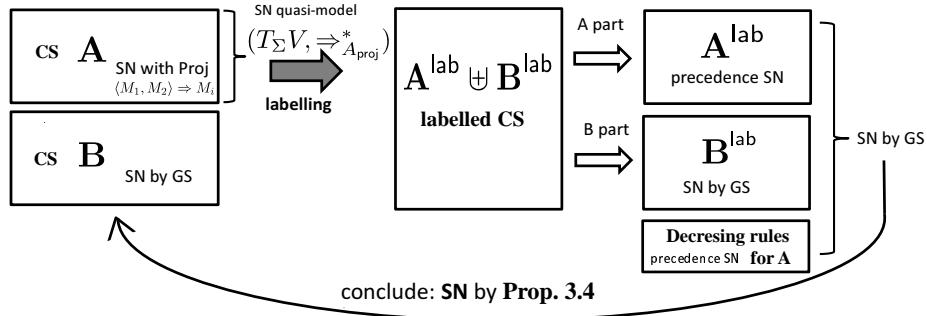 CS A
SN with Proj
⟨M₁, M₂⟩ ⇒ Mᵢ
CS B
SN by GS
SN quasi-model
(T_Σ V, ⇒*_{A_proj})
labelling
A^lab ⊎ B^lab
labelled CS
A part
B part
A^lab
precedence SN
B^lab
SN by GS
Decresing rules
precedence SN for A
SN by GS
conclude: SN by Prop. 3.4